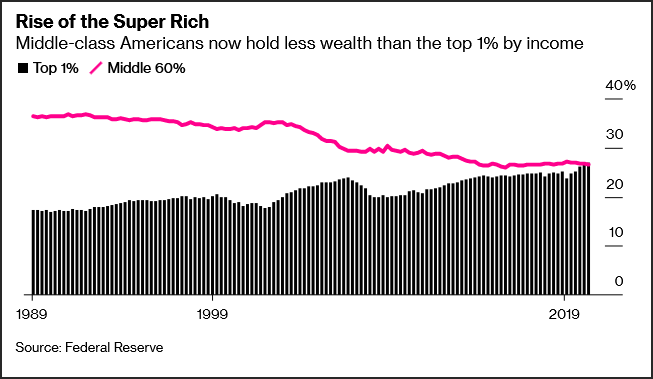 Rise of the Super Rich
Middle-class Americans now hold less wealth than the top 1% by income
Top 1% Middle 60%
40%
30
20
10
0
1989 1999 2019
Source: Federal Reserve